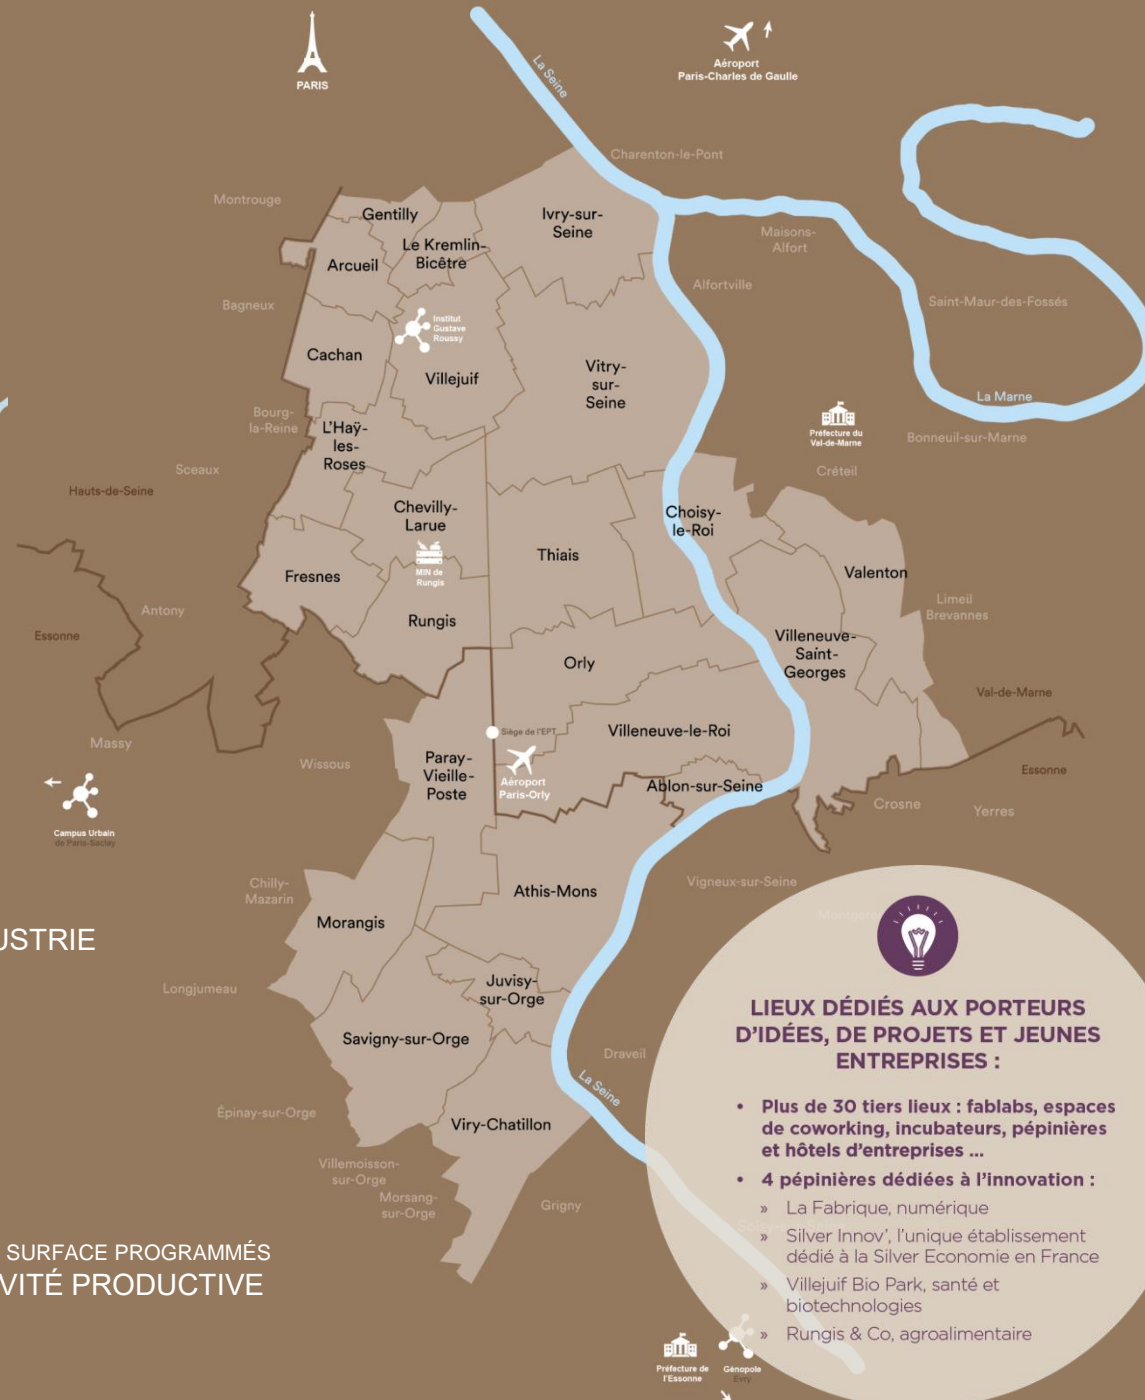 PARIS
La Seine
Aéroport
Paris-Charles de Gaulle
Charenton-le-Pont
Montrouge
Gentilly
Ivry-sur-
Seine
Le Kremlin-
Bicêtre
Arcueil
Maisons-
Alfort
Alfortville
Bagneux
Saint-Maur-des-Fossés
Institut
Gustave
Roussy
Cachan
Villejuif
Vitry-
sur-
Seine
La Marne
Bourg-
la-Reine
L'Haÿ-
les-
Roses
Préfecture du
Val-de-Marne
Bonneuil-sur-Marne
Sceaux
Créteil
Hauts-de-Seine
Chevilly-
Larue
Choisy-
le-Roi
MIN de
Rungis
Thiais
Fresnes
Valenton
Antony
Limeil
Brevannes
Rungis
Essonne
Villeneuve-
Saint-
Georges
Orly
Val-de-Marne
Siège de l'EPT
Villeneuve-le-Roi
Massy
Wissous
Paray-
Vieille-
Poste
Aéroport
Paris-Orly
Ablon-sur-Seine
Essonne
Crosne
Yerres
Campus Urbain
de Paris-Saclay
Chilly-
Mazarin
Athis-Mons
Vigneux-sur-Seine
Morangis
USTRIE
Longjumeau
Juvisy-
sur-Orge
Savigny-sur-Orge
Draveil
La Seine
Épinay-sur-Orge
Viry-Chatillon
Villemoisson-
sur-Orge
Morsang-
sur-Orge
Grigny
SURFACE PROGRAMMÉS
VITÉ PRODUCTIVE
LIEUX DÉDIÉS AUX PORTEURS
D'IDÉES, DE PROJETS ET JEUNES
ENTREPRISES :
• Plus de 30 tiers lieux : fablabs, espaces
de coworking, incubateurs, pépinières
et hôtels d'entreprises ...
• 4 pépinières dédiées à l'innovation :
» La Fabrique, numérique
» Silver Innov', l'unique établissement
dédié à la Silver Economie en France
» Villejuif Bio Park, santé et
biotechnologies
» Rungis & Co, agroalimentaire
Préfecture de
l'Essonne
Génopole
Evry